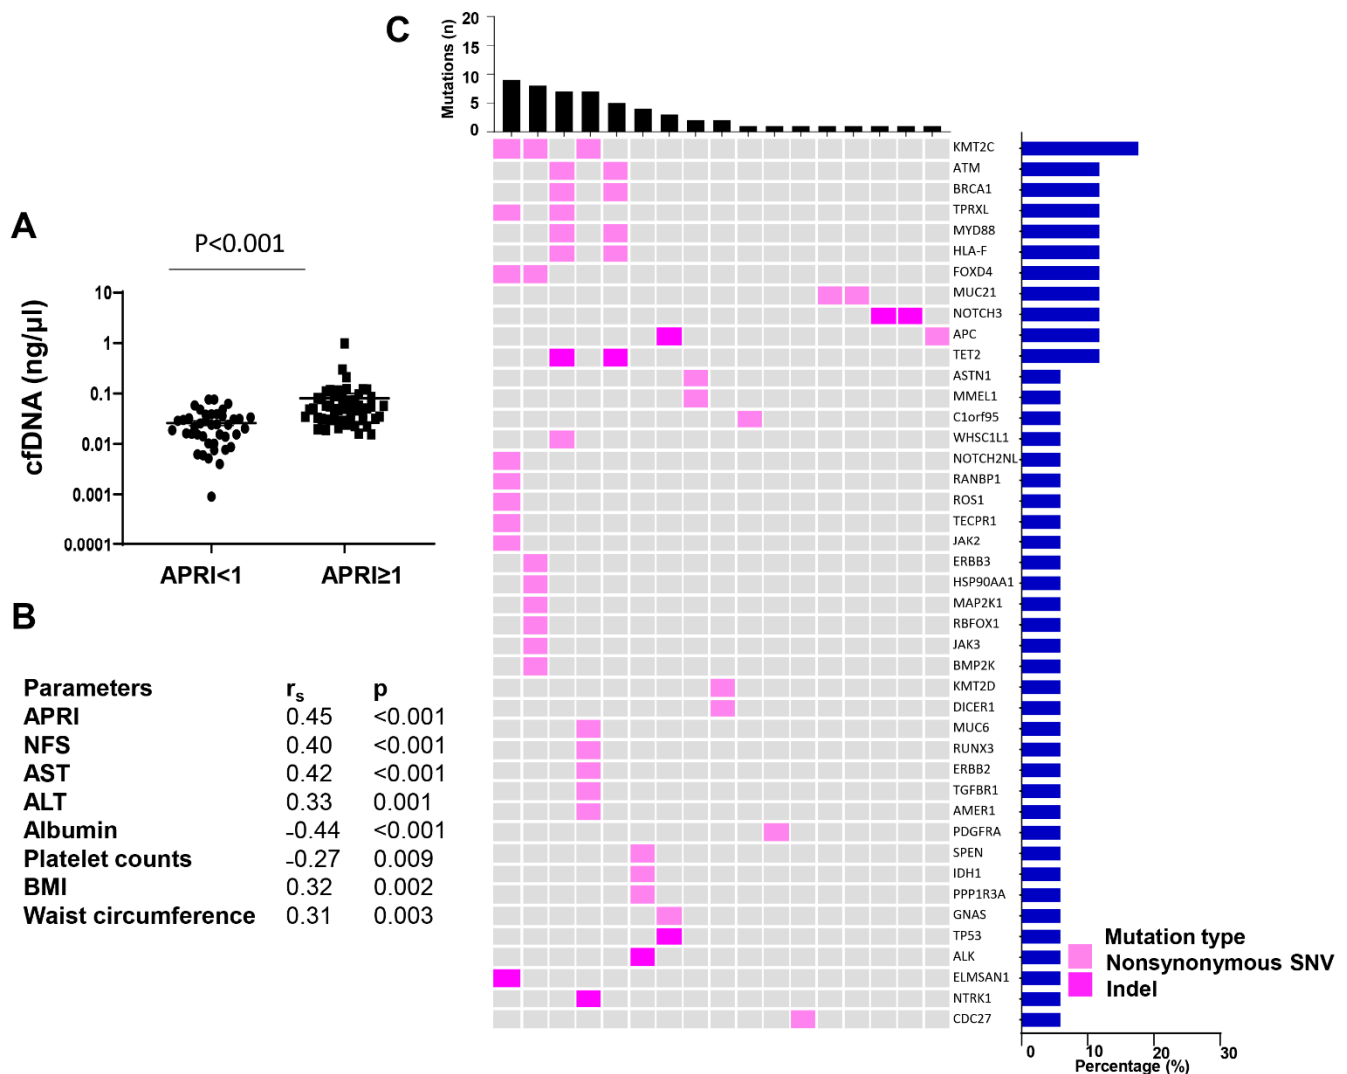 A
P<0.001
cfDNA (ng/μl)
10
1
0.1
0.01
0.001
0.0001
APRI<1 APRI≥1
B
Parameters rs p
APRI 0.45 <0.001
NFS 0.40 <0.001
AST 0.42 <0.001
ALT 0.33 0.001
Albumin -0.44 <0.001
Platelet counts -0.27 0.009
BMI 0.32 0.002
Waist circumference 0.31 0.003
C
Mutations (n)
20
15
10
5
0
KMT2C
ATM
BRCA1
TPRXL
MYD88
HLA-F
FOXD4
MUC21
NOTCH3
APC
TET2
ASTN1
MMEL1
C1orf95
WHSC1L1
NOTCH2NL
RANBP1
ROS1
TECPR1
JAK2
ERBB3
HSP90AA1
MAP2K1
RBFOX1
JAK3
BMP2K
KMT2D
DICER1
MUC6
RUNX3
ERBB2
TGFBR1
AMER1
PDGFRA
SPEN
IDH1
PPP1R3A
GNAS
TP53
ALK
ELMSAN1
NTRK1
CDC27
Mutation type
Nonsynonymous SNV
Indel
0 10 20 30
Percentage (%)